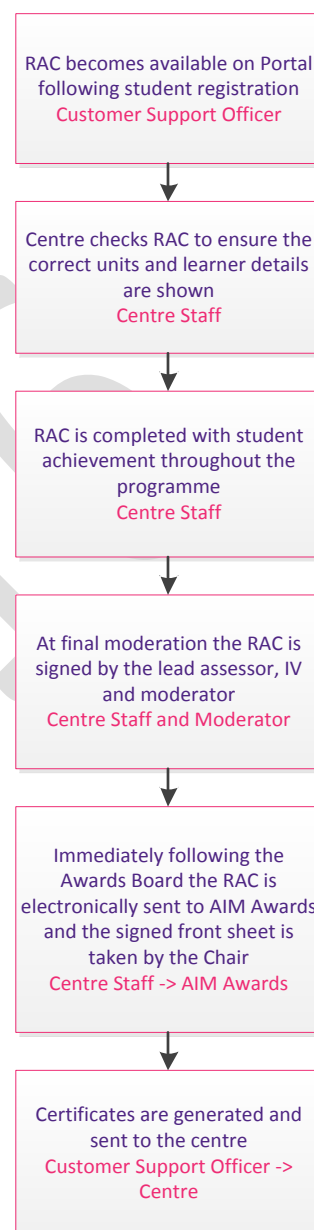 RAC becomes available on Portal
following student registration
Customer Support Officer
Centre checks RAC to ensure the
correct units and learner details
are shown
Centre Staff
RAC is completed with student
achievement throughout the
programme
Centre Staff
At final moderation the RAC is
signed by the lead assessor, IV
and moderator
Centre Staff and Moderator
Immediately following the
Awards Board the RAC is
electronically sent to AIM Awards
and the signed front sheet is
taken by the Chair
Centre Staff -> AIM Awards
Certificates are generated and
sent to the centre
Customer Support Officer ->
Centre